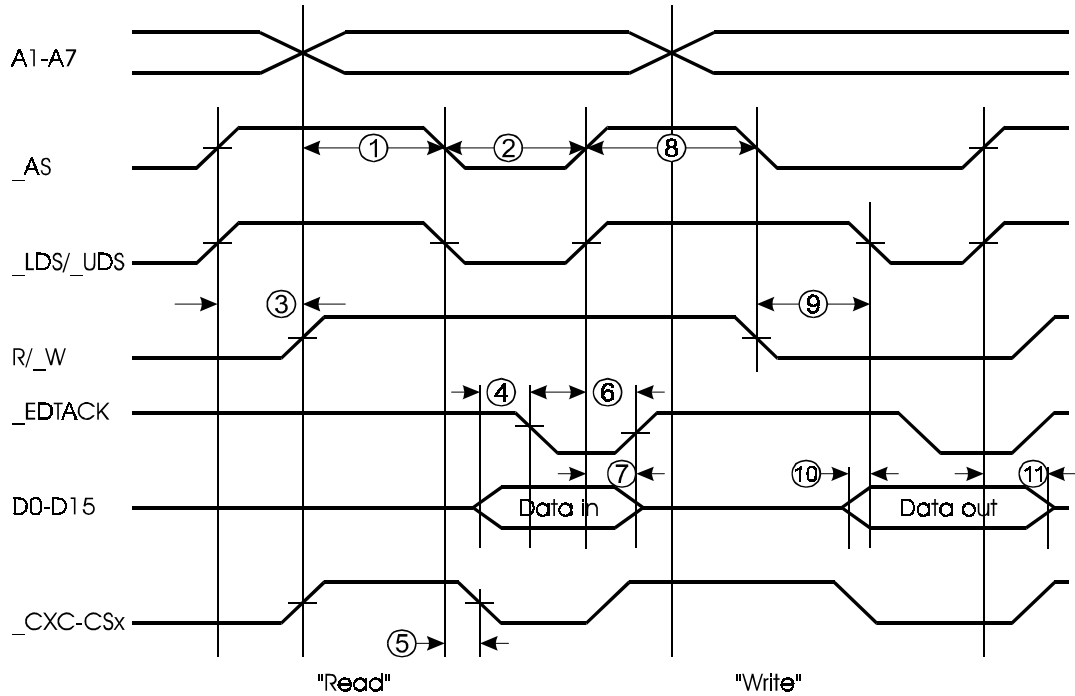 A1-A7
_AS
① ② ⑧
_LDS/_UDS
③ ⑨
R/_W
④ ⑥
_EDTACK
⑦ ⑩ ⑪
D0-D15 Data in Data out
_CXC-CSx
⑤
"Read" "Write"